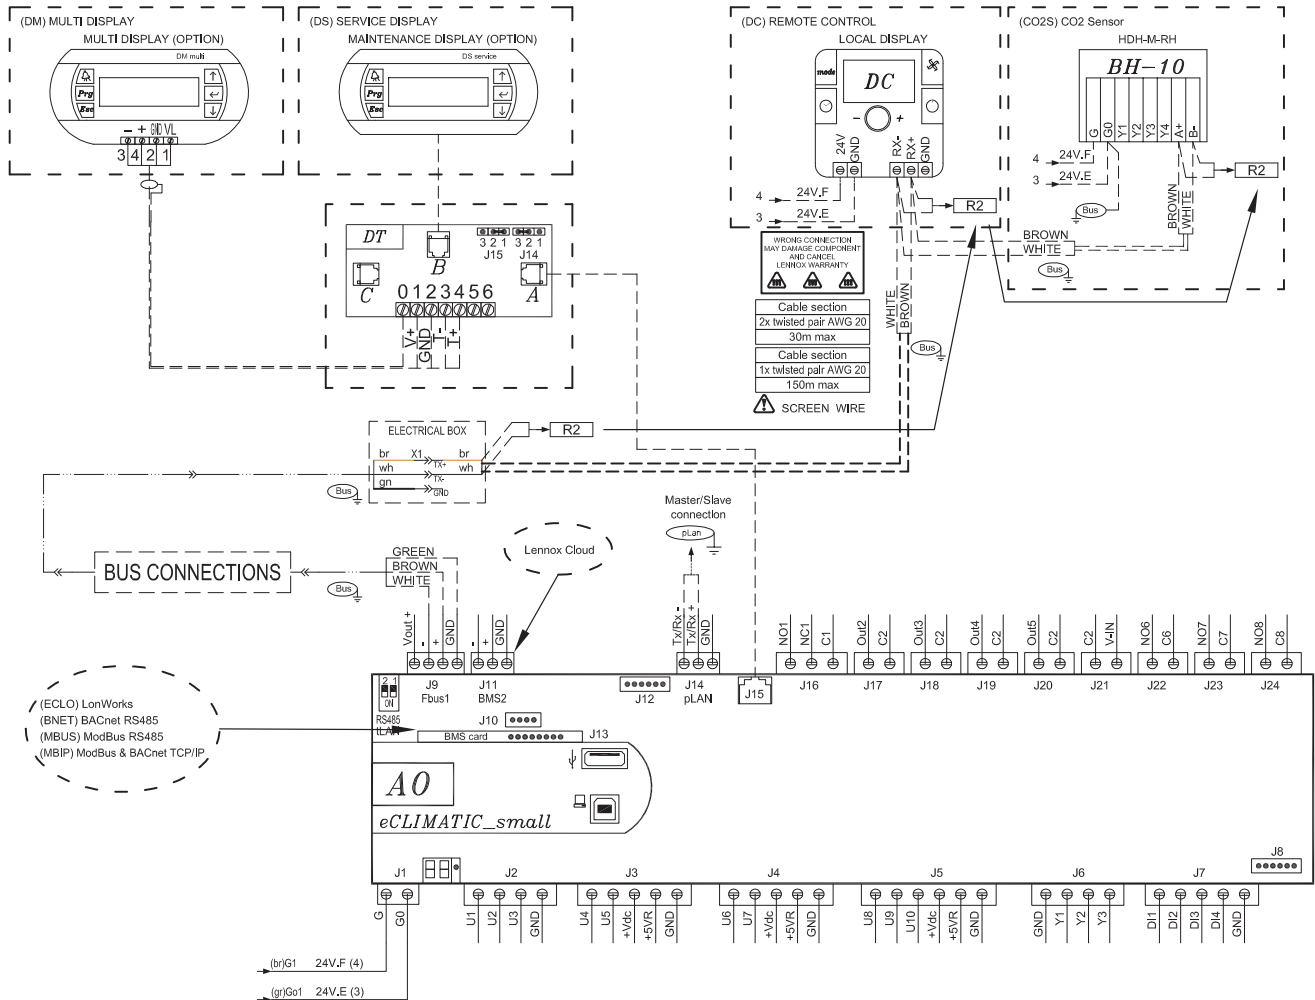 (DM) MULTI DISPLAY
MULTI DISPLAY (OPTION)
DM multi
Prg
Esc
- + GND VL
3 4 2 1
(DS) SERVICE DISPLAY
MAINTENANCE DISPLAY (OPTION)
DS service
Prg
Esc
(DC) REMOTE CONTROL
LOCAL DISPLAY
mode
DC
- +
24V
GND
RX-
RX+
GND
4 24V.F
3 24V.E
R2
(CO2S) CO2 Sensor
HDH-M-RH
BH-10
G
G0
Y1
Y2
Y3
Y4
A+
B-
4 24V.F
3 24V.E
R2
Bus
BROWN
WHITE
BROWN
WHITE
Bus
DT
3 2 1
J15
3 2 1
J14
B
C
A
0 1 2 3 4 5 6
V+
GND
T-
T+
WRONG CONNECTION
MAY DAMAGE COMPONENT
AND CANCEL
LENNOX WARRANTY
Cable section
2x twisted pair AWG 20
30m max
Cable section
1x twisted pair AWG 20
150m max
SCREEN WIRE
WHITE
BROWN
Bus
ELECTRICAL BOX
br X1 br
TX+
wh wh
TX-
gn
GND
R2
Bus
Master/Slave
connection
pLan
Lennox Cloud
BUS CONNECTIONS
GREEN
BROWN
WHITE
Bus
Vout +
-
+
GND
-
+
GND
Tx/Rx -
Tx/Rx +
GND
NO1
NC1
C1
Out2
C2
Out3
C2
Out4
C2
Out5
C2
C2
V-IN
NO6
C6
NO7
C7
NO8
C8
2 1
ON
RS485
tLAN
J9
Fbus1
J11
BMS2
J12
J14
pLAN
J15
J16
J17
J18
J19
J20
J21
J22
J23
J24
(ECLO) LonWorks
(BNET) BACnet RS485
(MBUS) ModBus RS485
(MBIP) ModBus & BACnet TCP/IP
J10
BMS card
J13
A0
eCLIMATIC_small
J8
J1
J2
J3
J4
J5
J6
J7
G
G0
U1
U2
U3
GND
U4
U5
+Vdc
+5VR
GND
U6
U7
+Vdc
+5VR
GND
U8
U9
U10
+Vdc
+5VR
GND
GND
Y1
Y2
Y3
DI1
DI2
DI3
DI4
GND
(br)G1 24V.F (4)
(gr)Go1 24V.E (3)